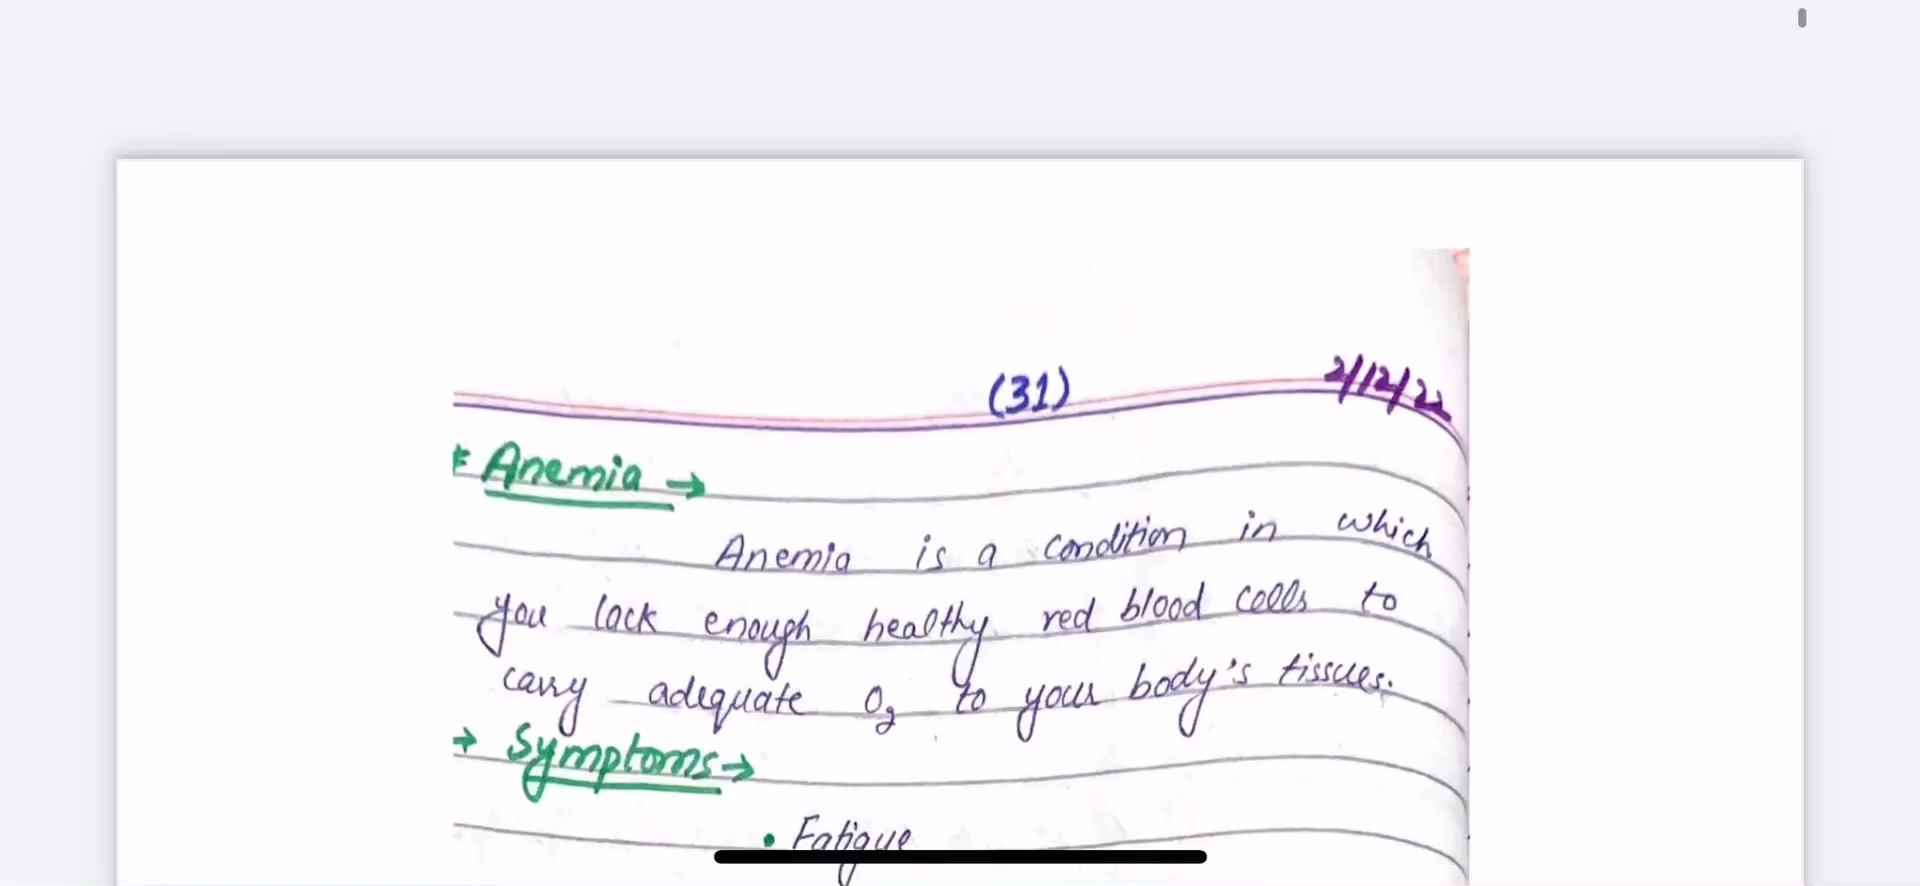 (31)
2/12/22
* Anemia →
Anemia is a condition in which
you lack enough healthy red blood cells to
carry adequate O2 to your body's tissues.
→ Symptoms →
• Fatigue